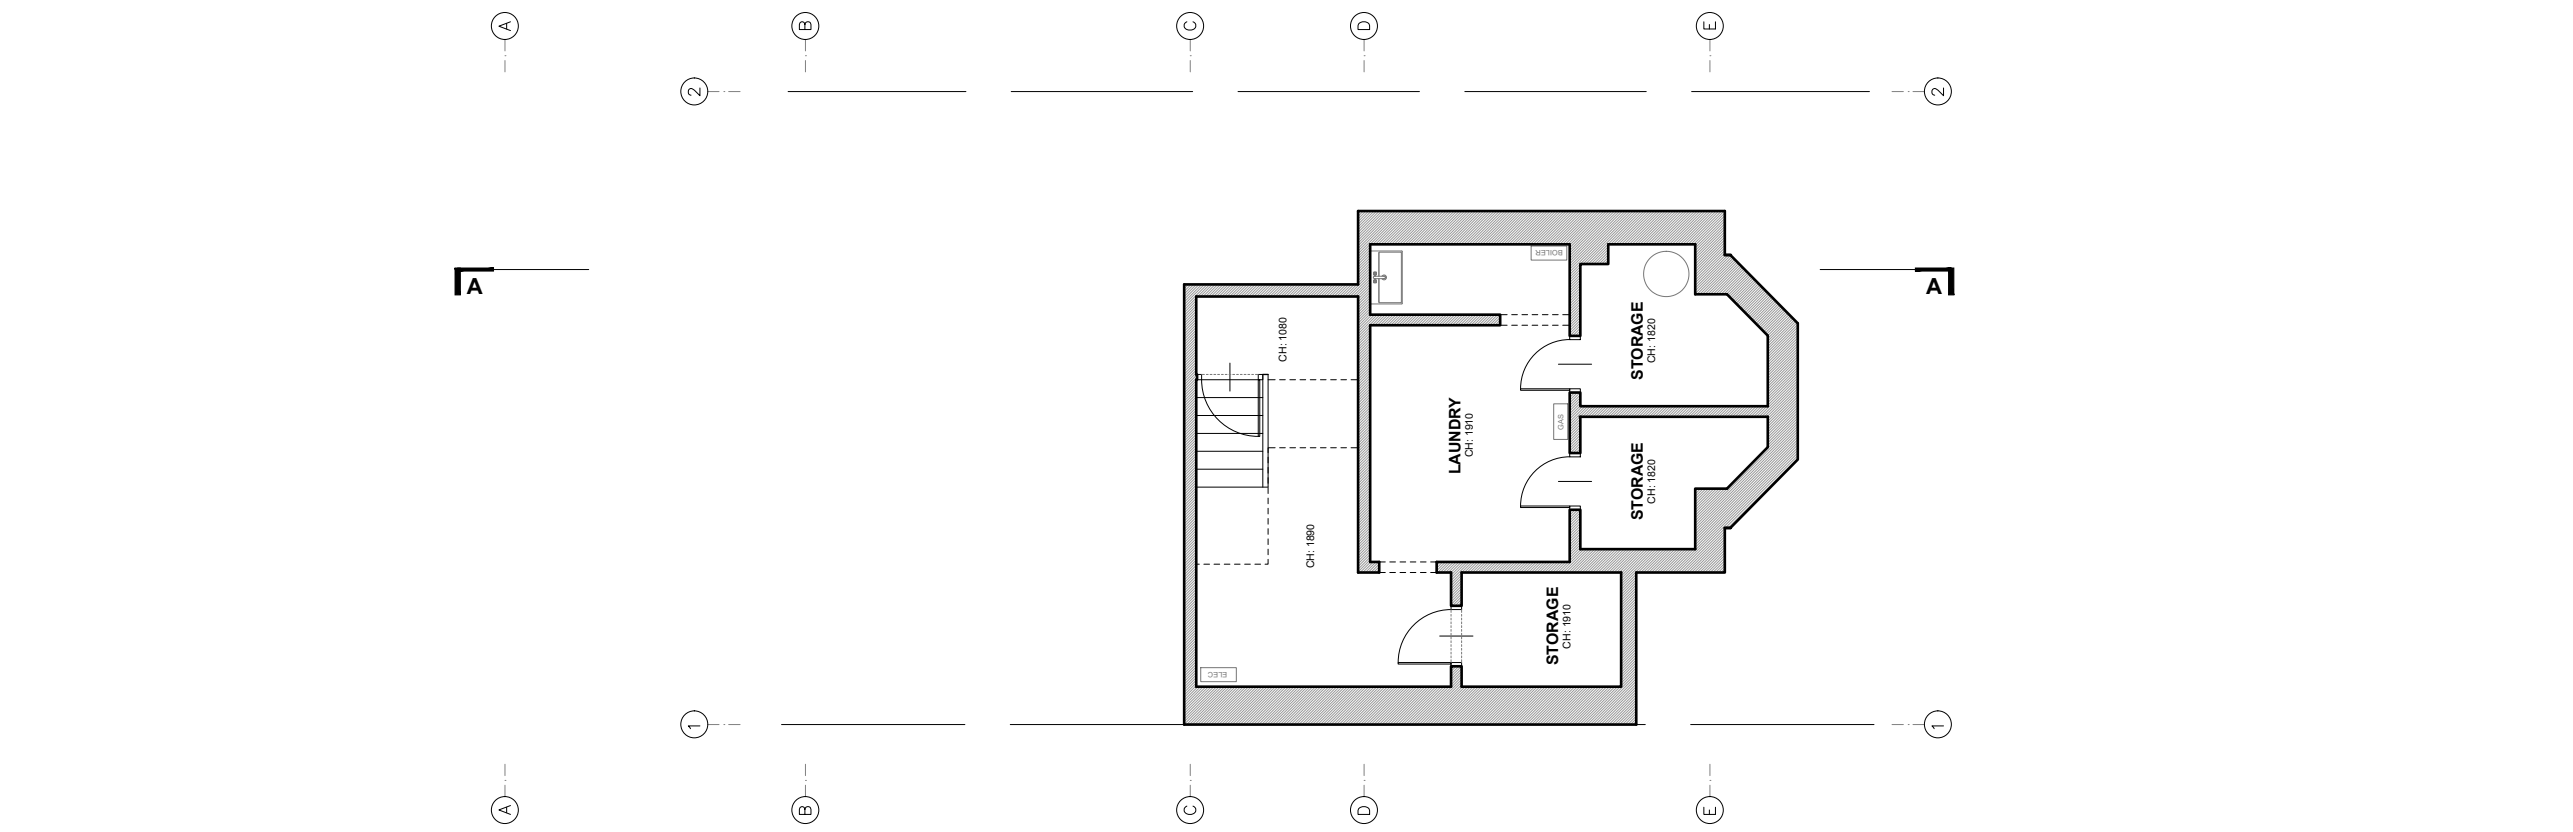 A
B
C
D
E
2
2
A
A
BOILER
CH: 1080
STORAGE
CH: 1820
LAUNDRY
CH: 1910
GAS
STORAGE
CH: 1820
CH: 1890
STORAGE
CH: 1910
ELEC
1
1
A
B
C
D
E